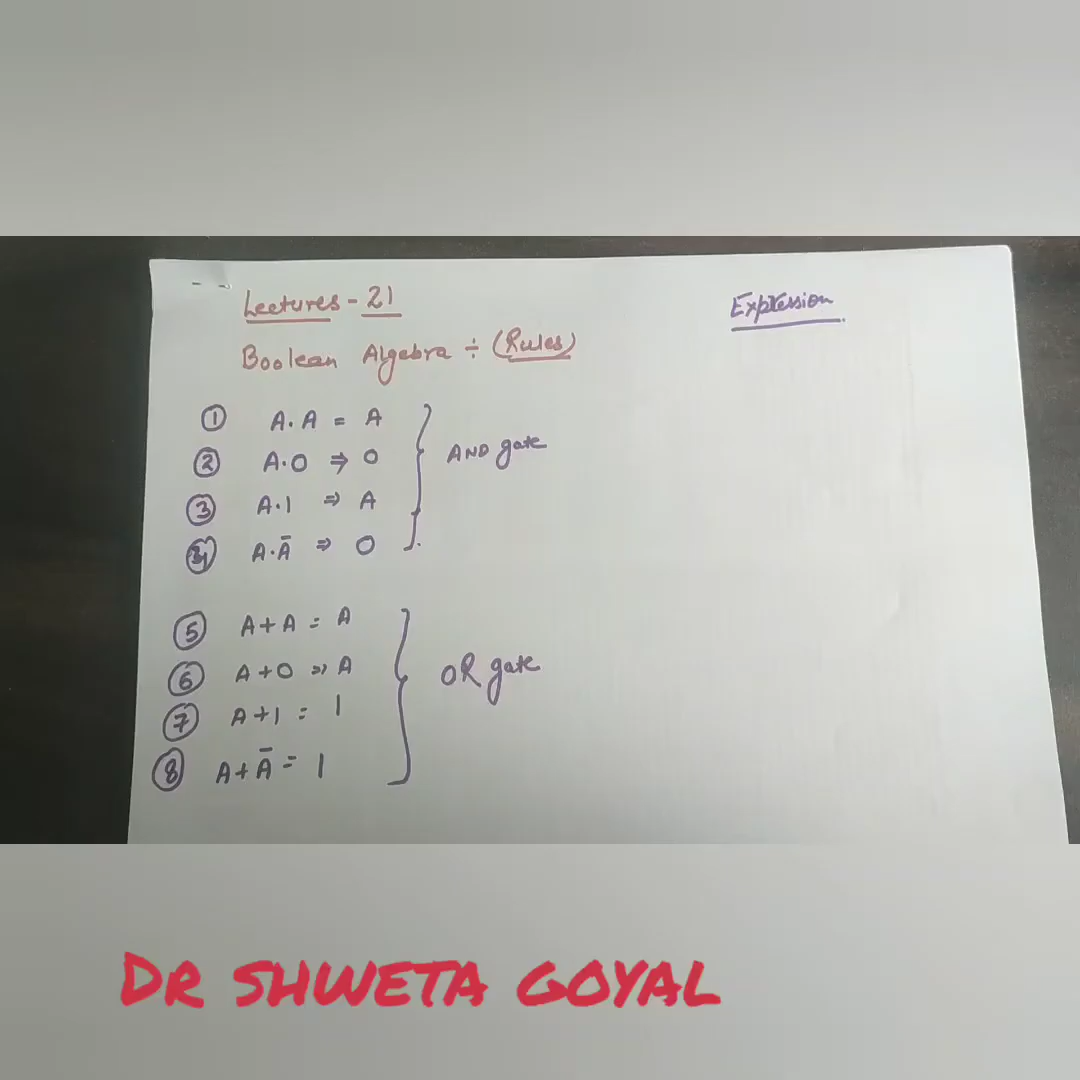 Lectures - 21
Expression
Boolean Algebra ÷ (Rules)
① A.A = A
② A.0 ⇒ 0
③ A.1 ⇒ A
A.Ā ⇒ 0
AND gate
⑤ A+A = A
⑥ A+0 ⇒ A
⑦ A+1 = 1
⑧ A+Ā = 1
OR gate
DR SHWETA GOYAL